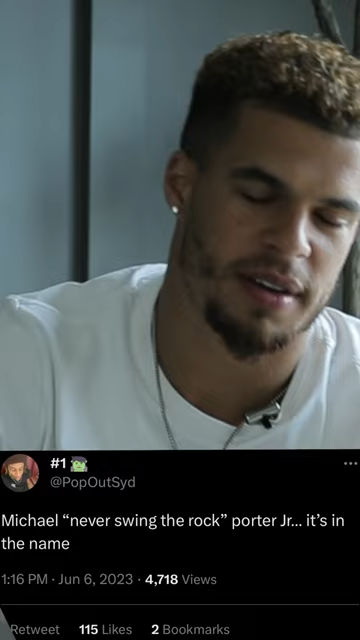 #1
@PopOutSyd
Michael “never swing the rock” porter Jr... it’s in
the name
1:16 PM · Jun 6, 2023 · 4,718 Views
Retweet 115 Likes 2 Bookmarks